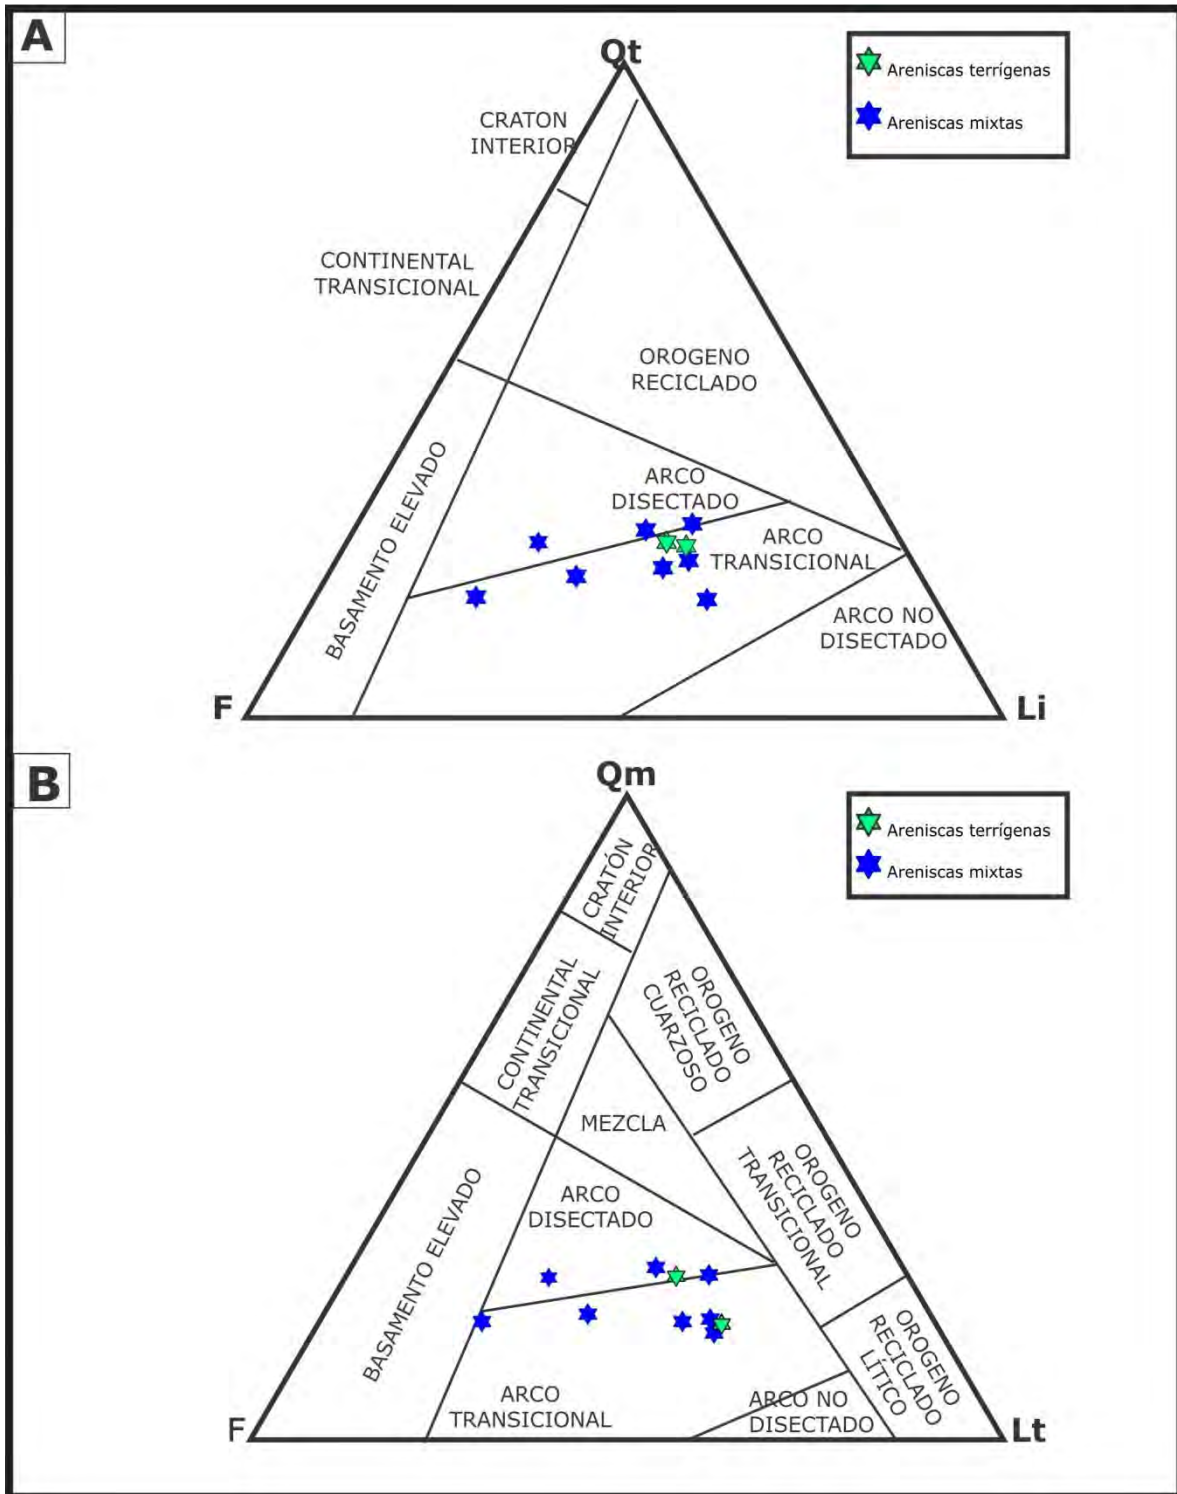 A
Qt
Areniscas terrígenas
Areniscas mixtas
CRATON
INTERIOR
CONTINENTAL
TRANSICIONAL
OROGENO
RECICLADO
BASAMENTO ELEVADO
ARCO
DISECTADO
ARCO
TRANSICIONAL
ARCO NO
DISECTADO
F
Li
B
Qm
Areniscas terrígenas
Areniscas mixtas
CRATÓN
INTERIOR
CONTINENTAL
TRANSICIONAL
OROGENO
RECICLADO
CUARZOSO
MEZCLA
OROGENO
RECICLADO
TRANSICIONAL
BASAMENTO ELEVADO
ARCO
DISECTADO
OROGENO
RECICLADO
LÍTICO
ARCO
TRANSICIONAL
ARCO NO
DISECTADO
F
Lt